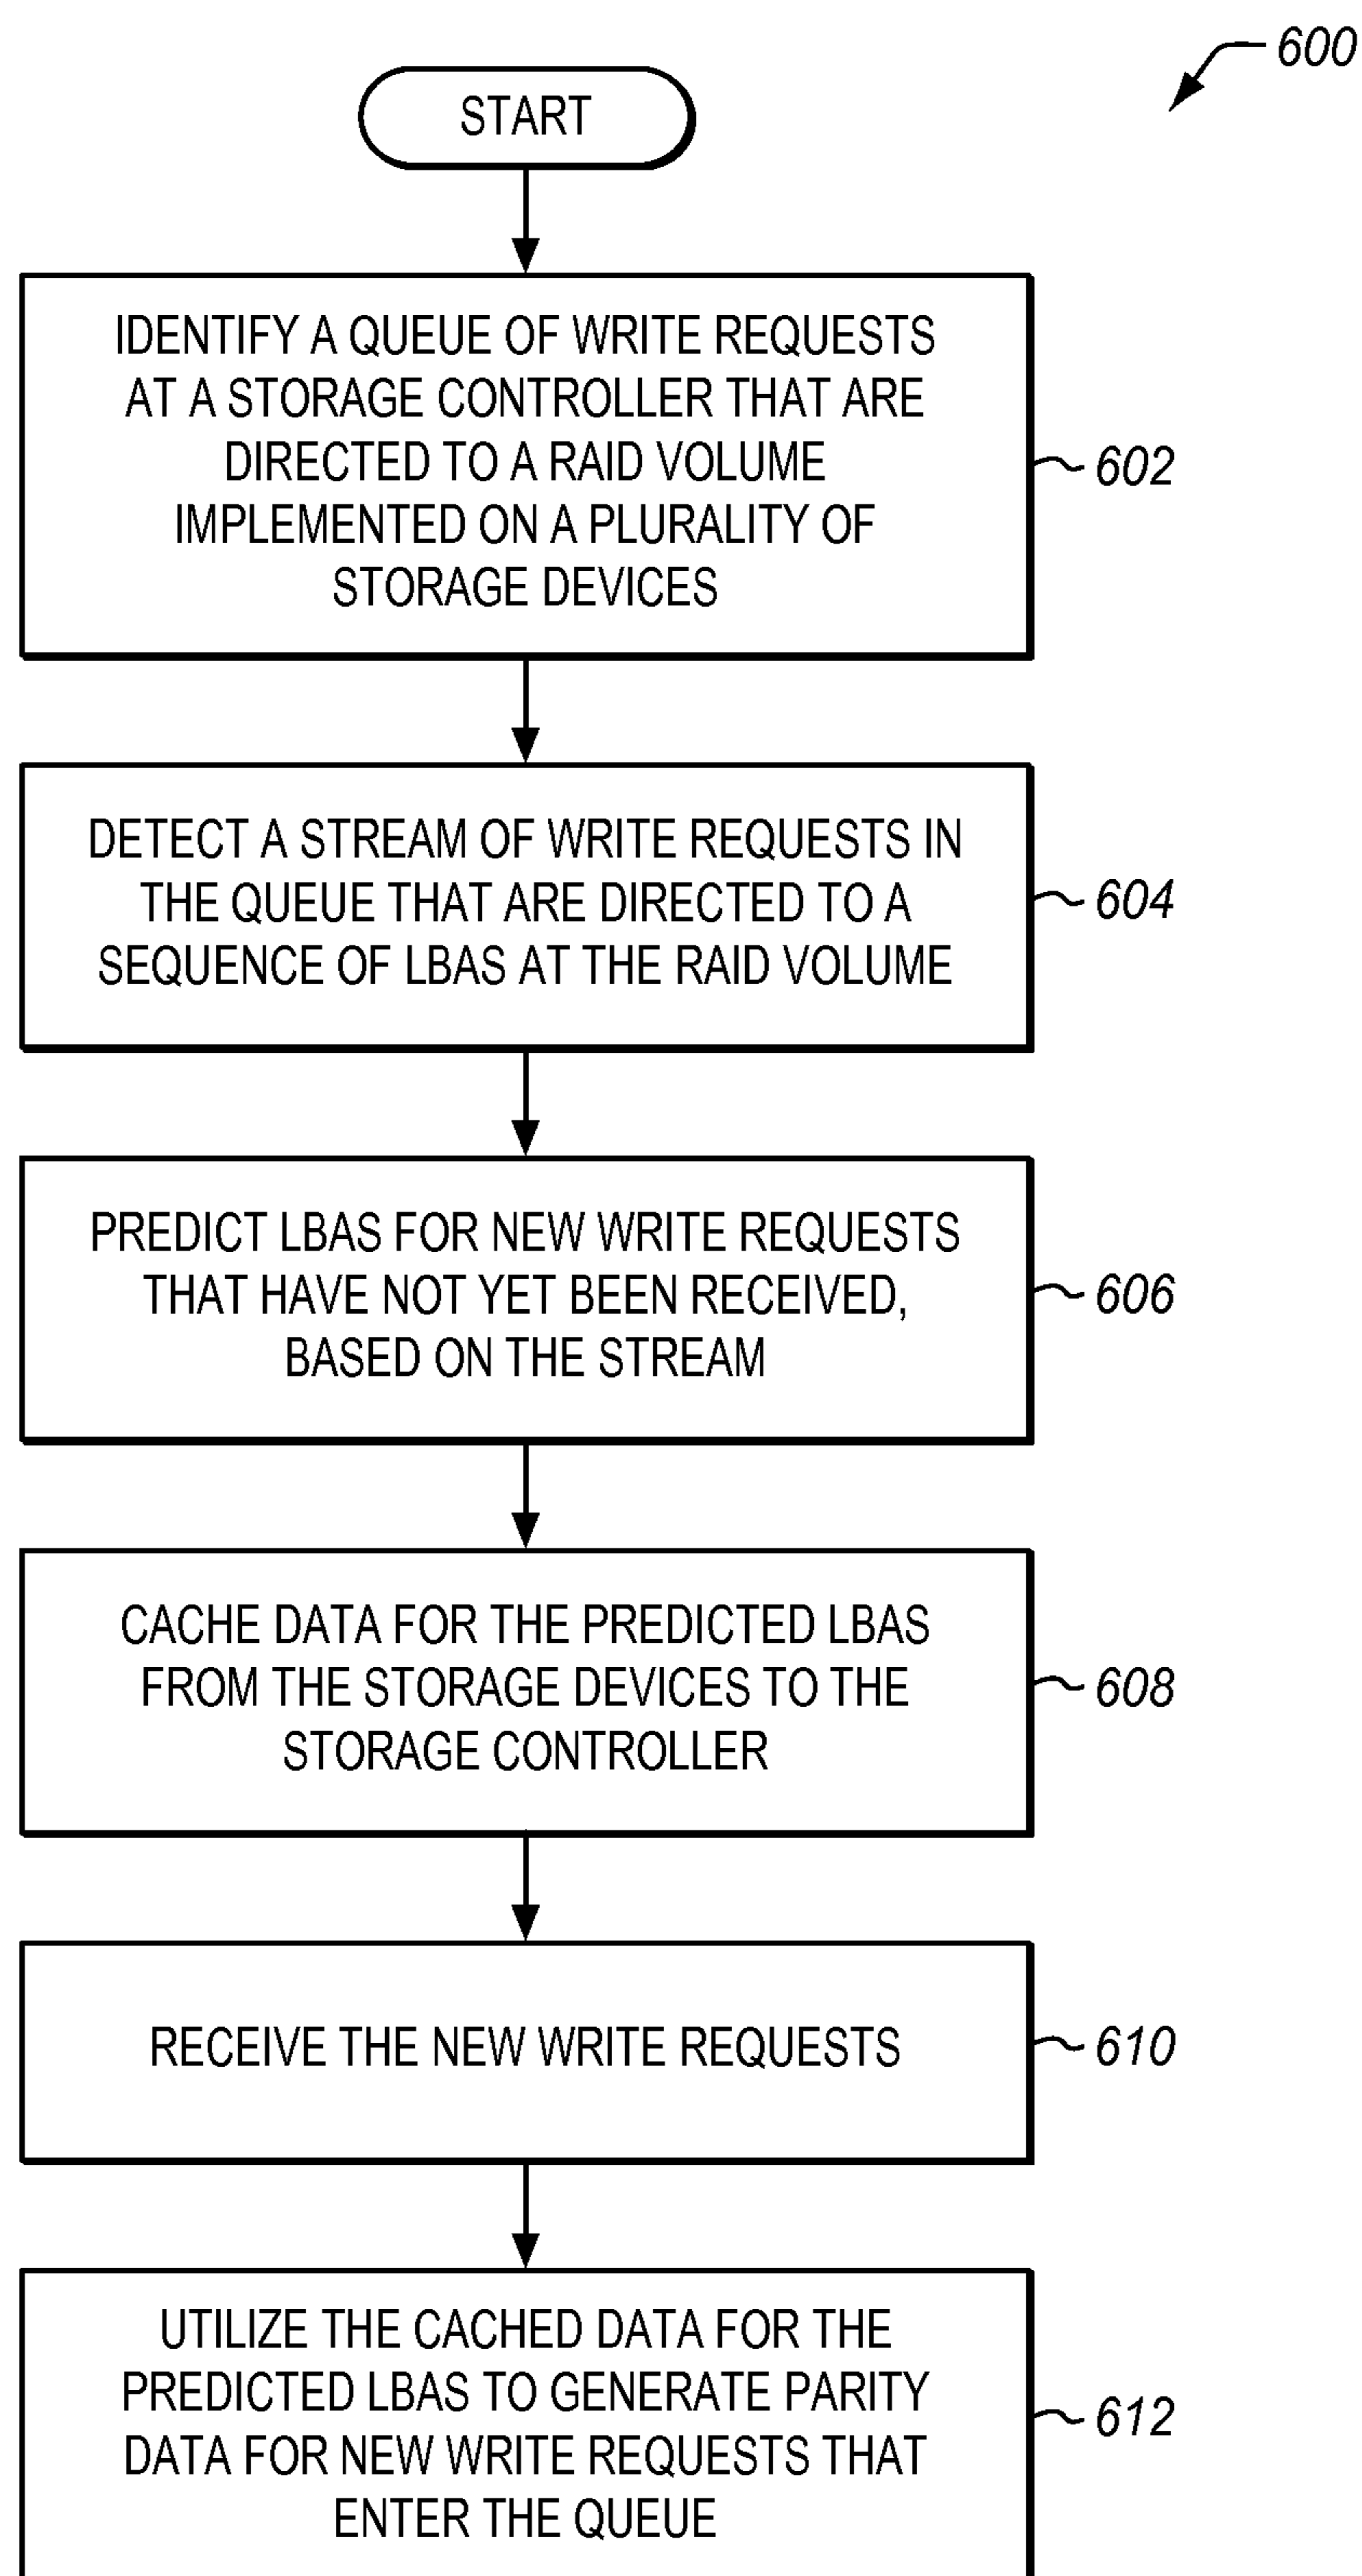 600
START
IDENTIFY A QUEUE OF WRITE REQUESTS
AT A STORAGE CONTROLLER THAT ARE
DIRECTED TO A RAID VOLUME
IMPLEMENTED ON A PLURALITY OF
STORAGE DEVICES
602
DETECT A STREAM OF WRITE REQUESTS IN
THE QUEUE THAT ARE DIRECTED TO A
SEQUENCE OF LBAS AT THE RAID VOLUME
604
PREDICT LBAS FOR NEW WRITE REQUESTS
THAT HAVE NOT YET BEEN RECEIVED,
BASED ON THE STREAM
606
CACHE DATA FOR THE PREDICTED LBAS
FROM THE STORAGE DEVICES TO THE
STORAGE CONTROLLER
608
RECEIVE THE NEW WRITE REQUESTS
610
UTILIZE THE CACHED DATA FOR THE
PREDICTED LBAS TO GENERATE PARITY
DATA FOR NEW WRITE REQUESTS THAT
ENTER THE QUEUE
612